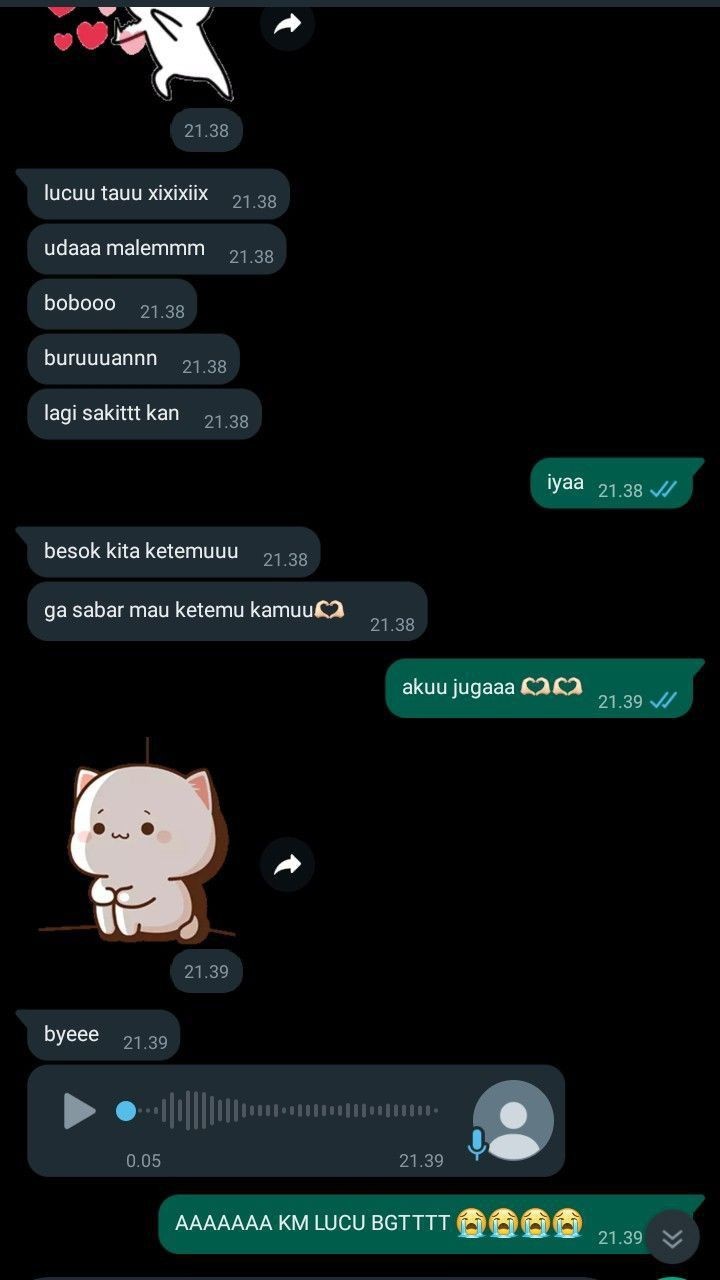 21.38
lucuu tauu xixixiix 21.38
udaaa malemmm 21.38
bobooo 21.38
buruuuannn 21.38
lagi sakittt kan 21.38
iyaa 21.38
besok kita ketemuuu 21.38
ga sabar mau ketemu kamuu🫶🏻 21.38
akuu jugaaa 🫶🏻🫶🏻 21.39
21.39
byeee 21.39
0.05 21.39
AAAAAAA KM LUCU BGTTTT 😭😭😭😭 21.39